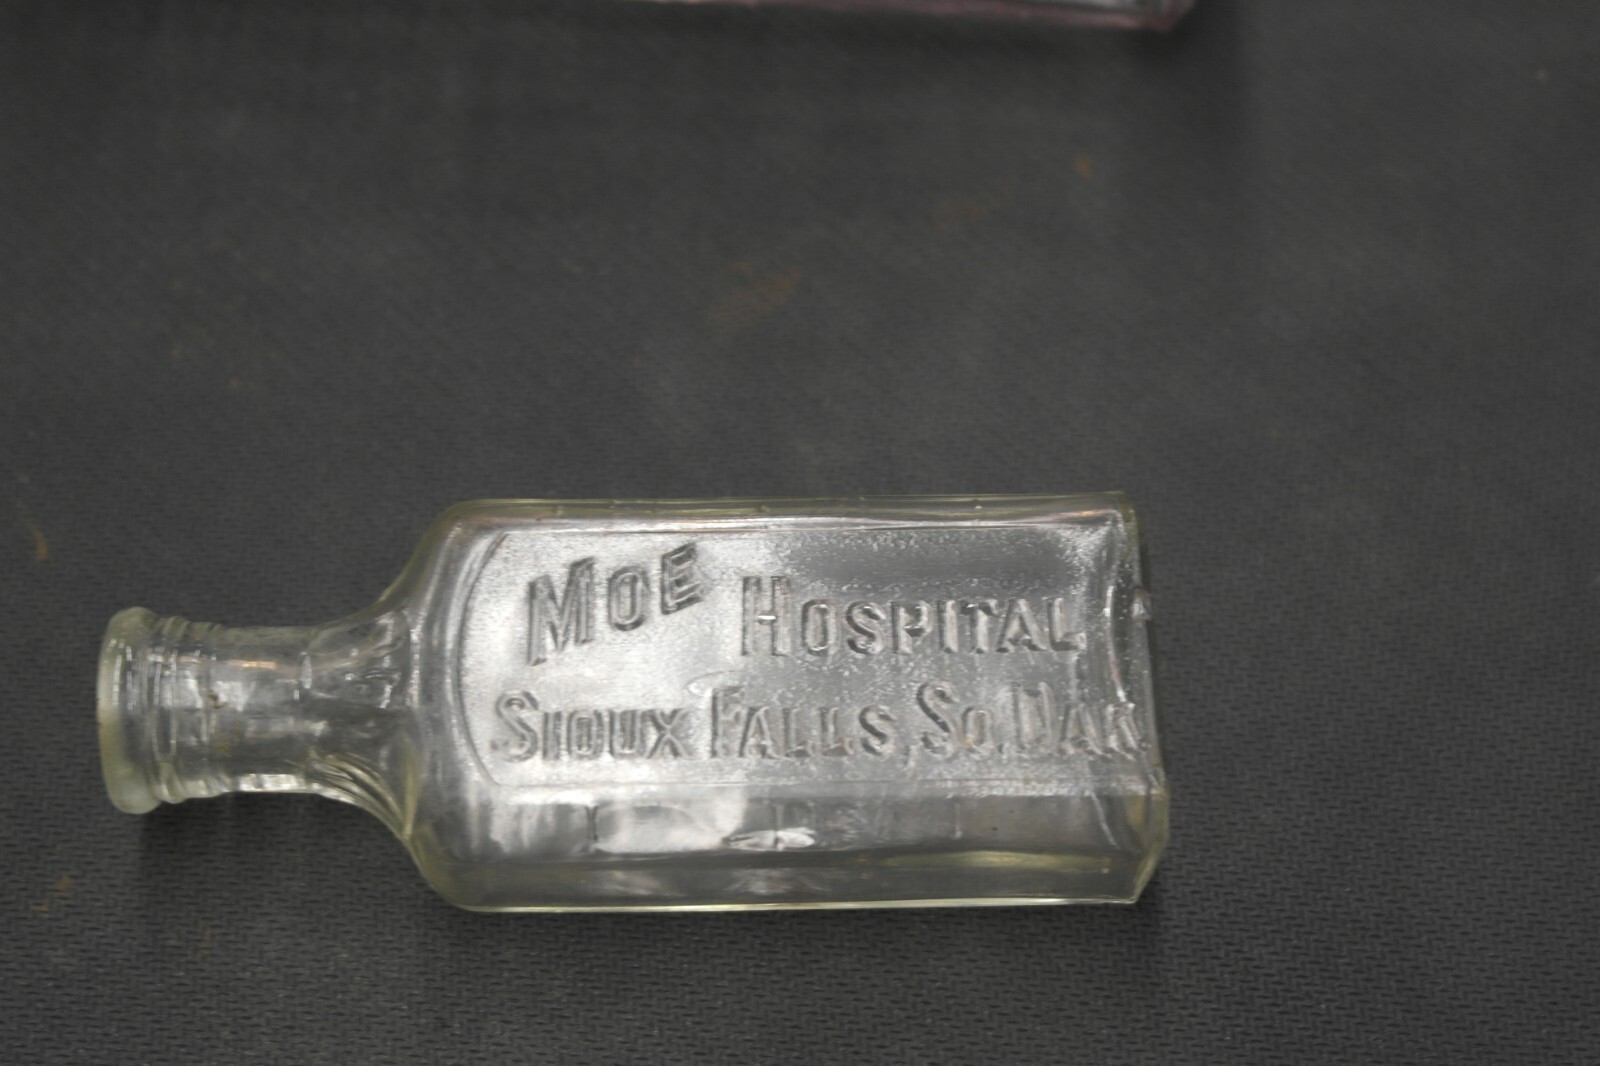 MOE HOSPITAL
SIOUX FALLS, SO. DAK.